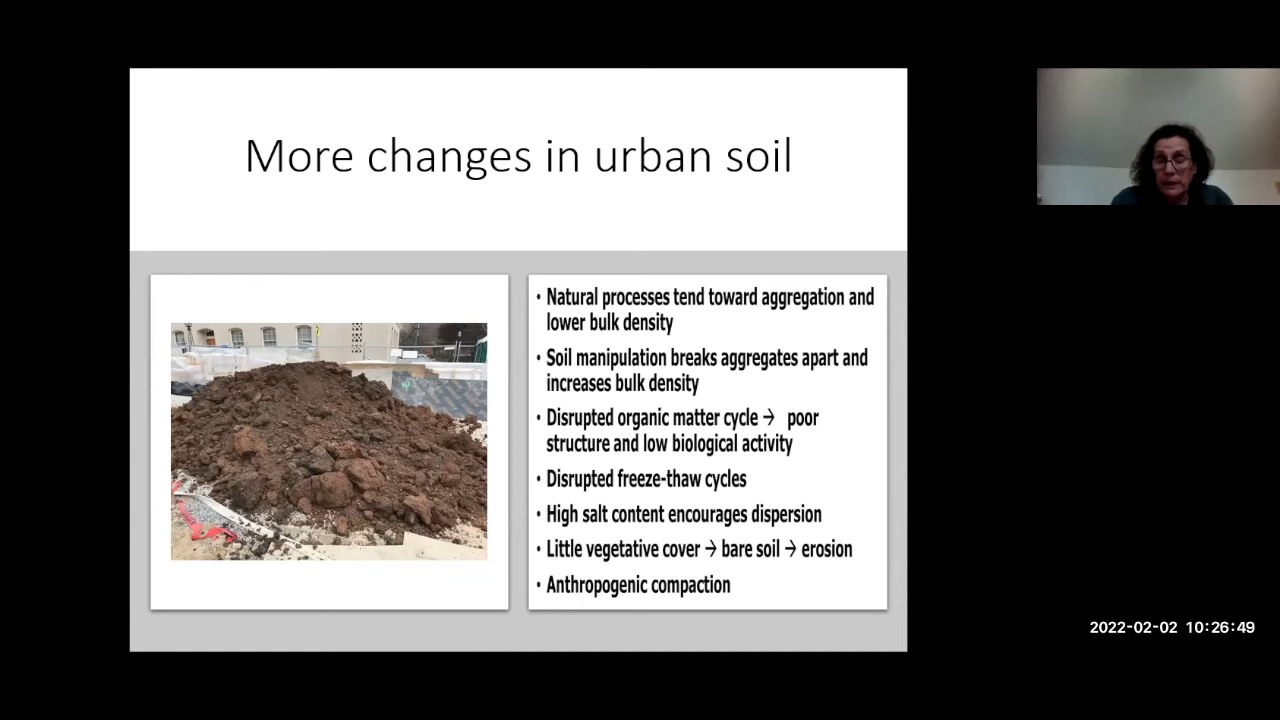 More changes in urban soil
• Natural processes tend toward aggregation and
lower bulk density
• Soil manipulation breaks aggregates apart and
increases bulk density
• Disrupted organic matter cycle → poor
structure and low biological activity
• Disrupted freeze-thaw cycles
• High salt content encourages dispersion
• Little vegetative cover → bare soil → erosion
• Anthropogenic compaction
2022-02-02 10:26:49